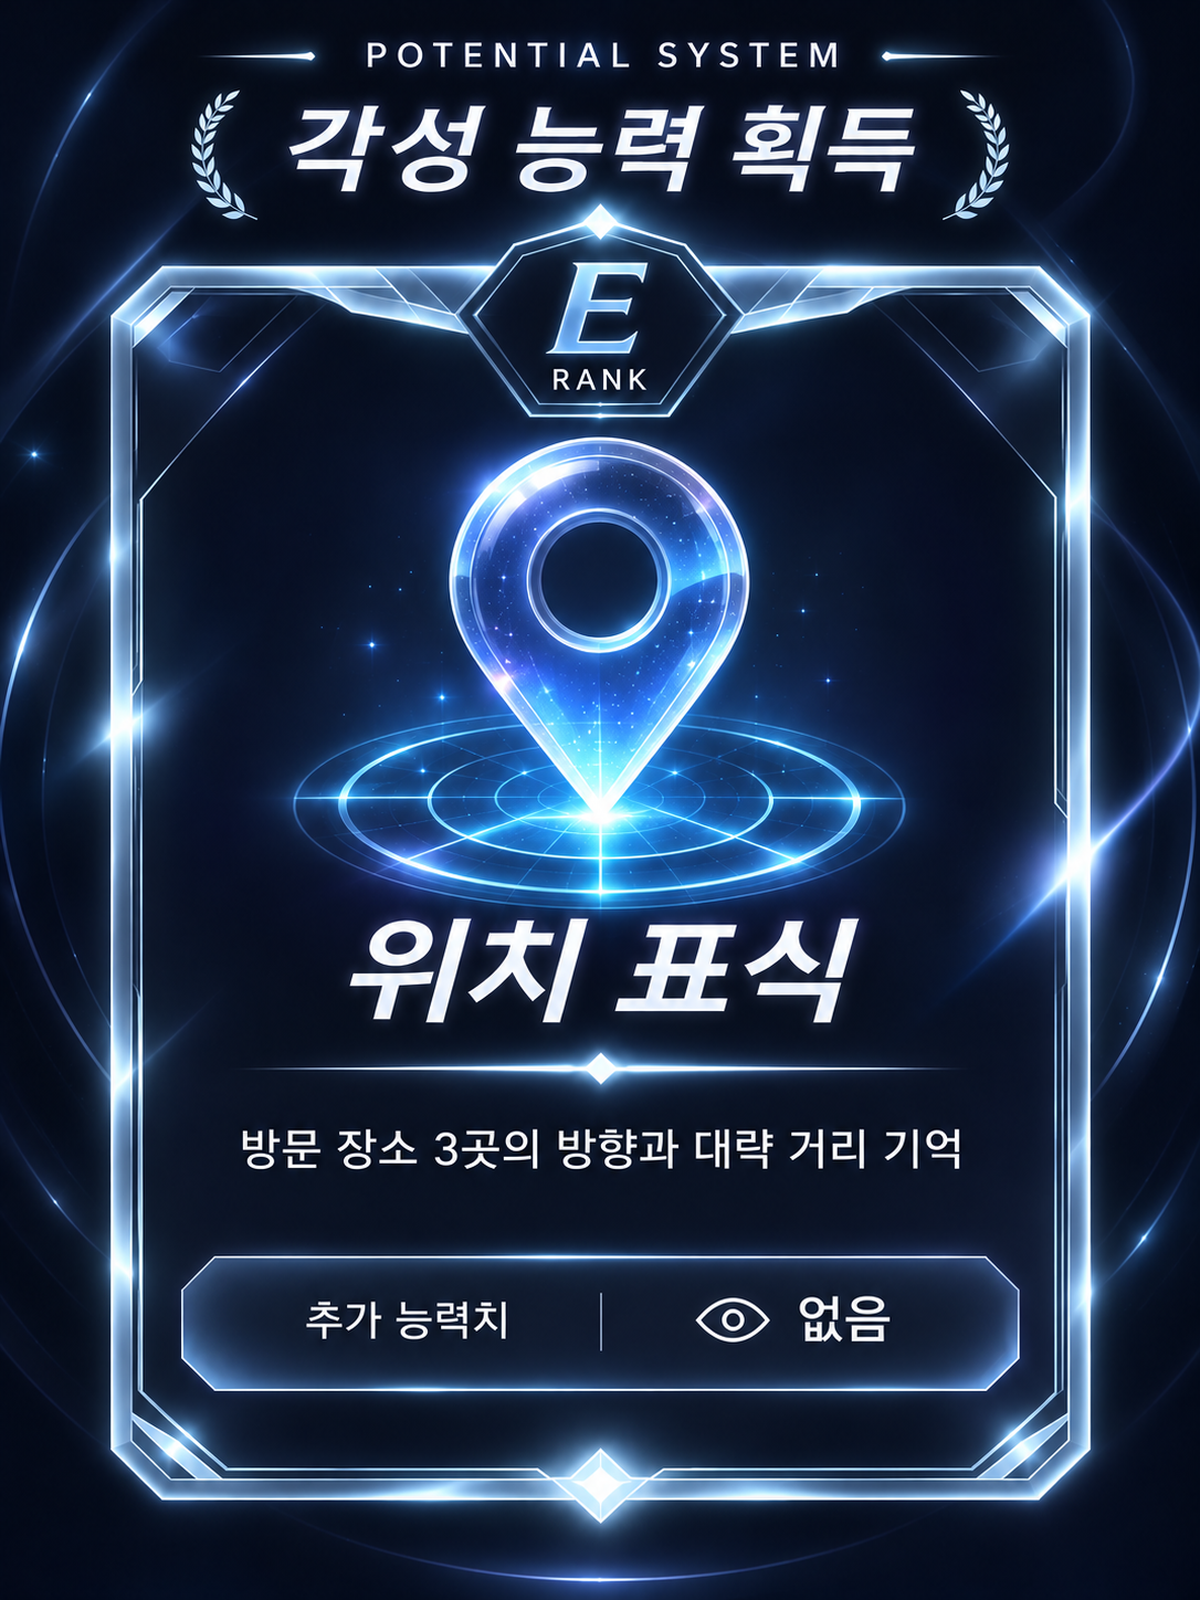 POTENTIAL SYSTEM
각성 능력 획득
E
RANK
위치 표식
방문 장소 3곳의 방향과 대략 거리 기억
추가 능력치 없음